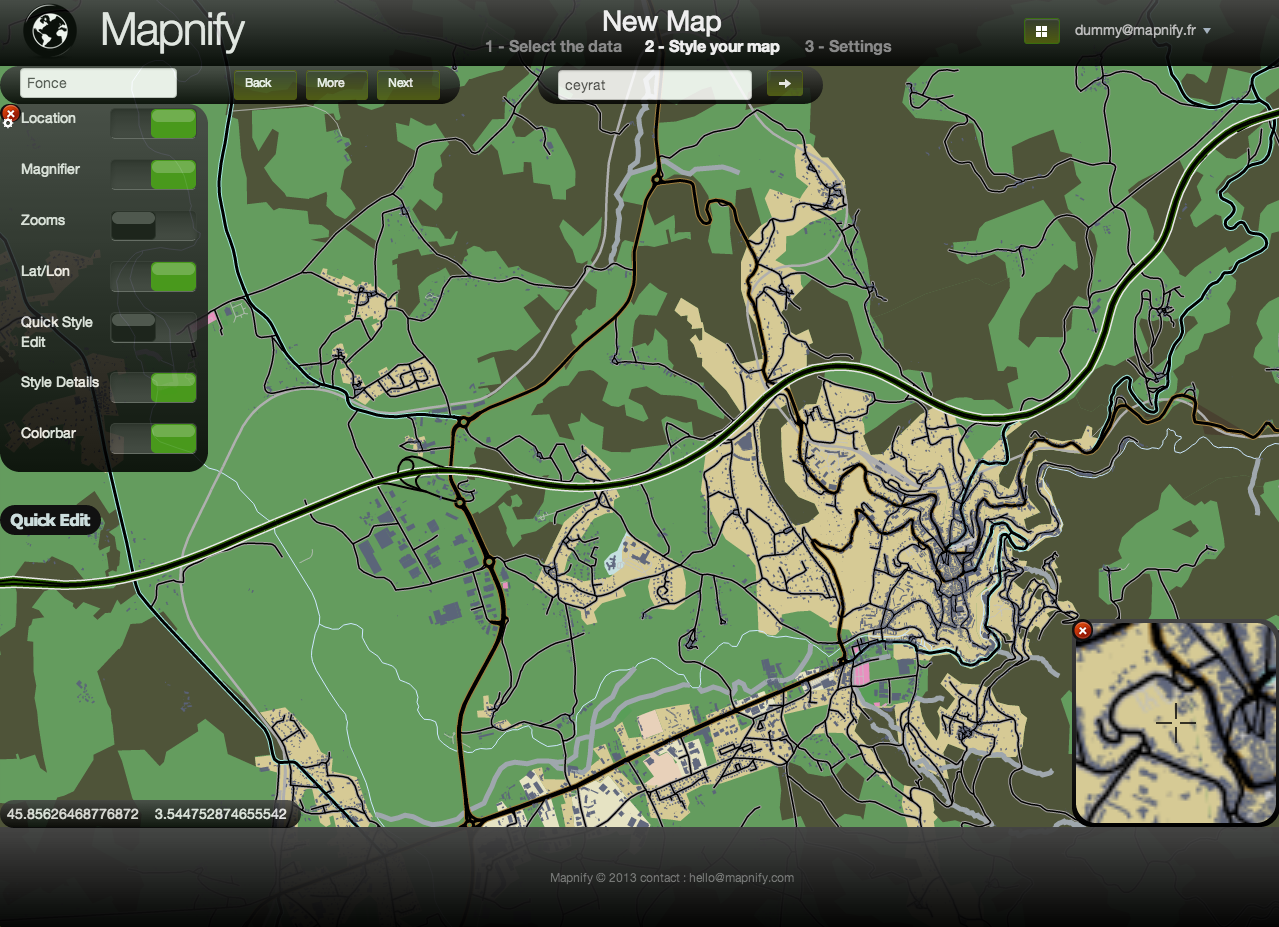 Mapnify
New Map
1 - Select the data 2 - Style your map 3 - Settings
dummy@mapnify.fr
Fonce
Back
More
Next
ceyrat
Location
Magnifier
Zooms
Lat/Lon
Quick Style
Edit
Style Details
Colorbar
Quick Edit
45.85626468776872 3.544752874655542
Mapnify © 2013 contact : hello@mapnify.com